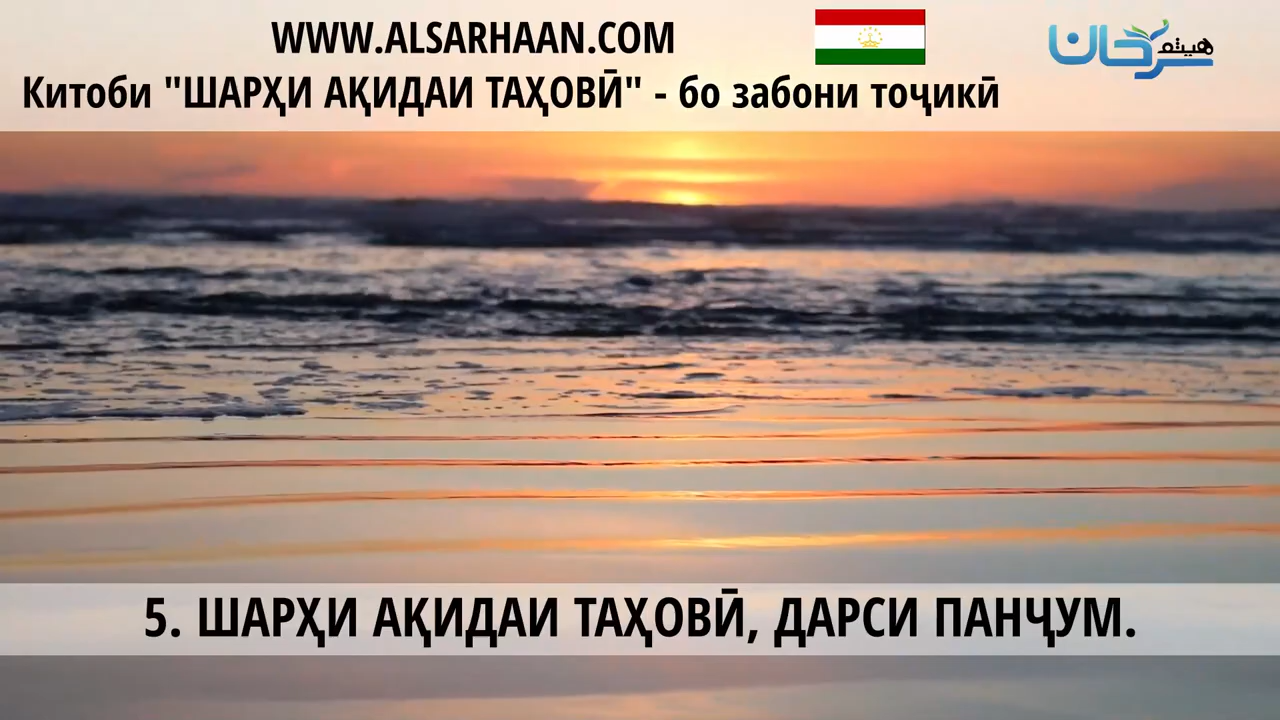 WWW.ALSARHAAN.COM
هيثم سرحان
Китоби "ШАРҲИ АҚИДАИ ТАҲОВӢ" - бо забони тоҷикӣ
5. ШАРҲИ АҚИДАИ ТАҲОВӢ, ДАРСИ ПАНҶУМ.